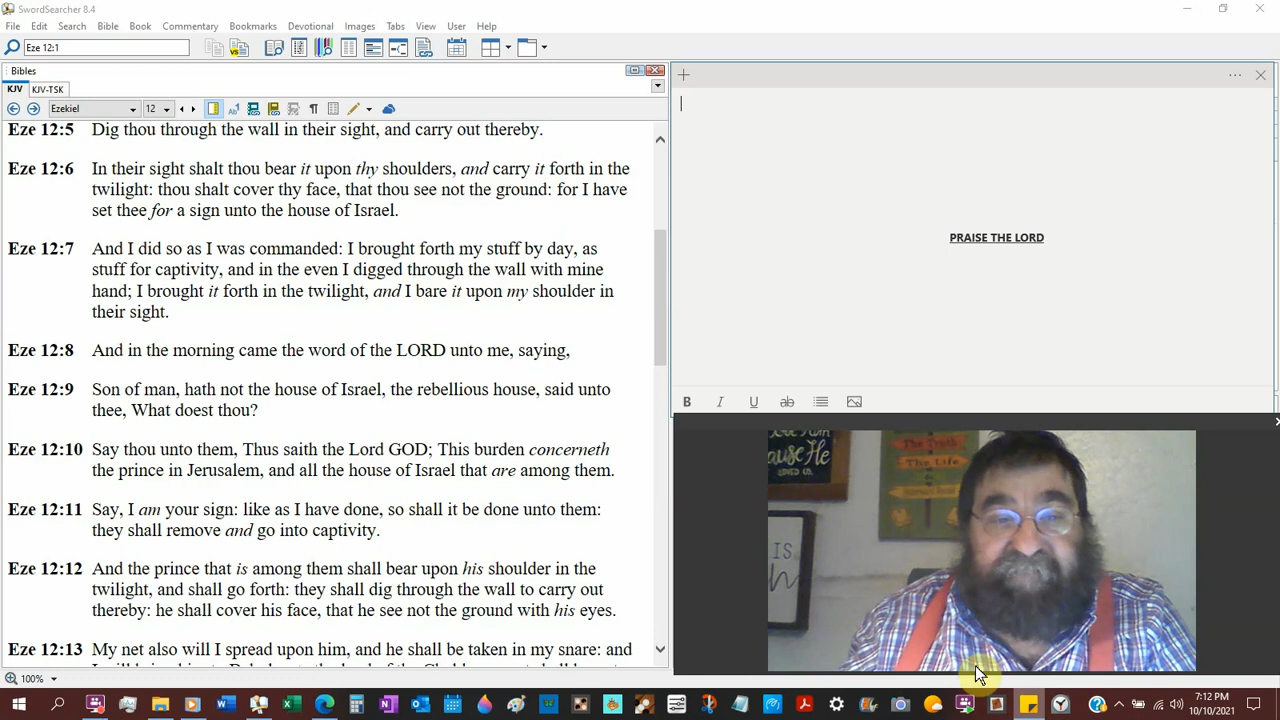 SwordSearcher 8.4
File Edit Search Bible Book Commentary Bookmarks Devotional Images Tabs View User Help
Eze 12:1
Bibles
KJV KJV-TSK
Ezekiel 12
Eze 12:5 Dig thou through the wall in their sight, and carry out thereby.
Eze 12:6 In their sight shalt thou bear it upon thy shoulders, and carry it forth in the
twilight: thou shalt cover thy face, that thou see not the ground: for I have
set thee for a sign unto the house of Israel.
Eze 12:7 And I did so as I was commanded: I brought forth my stuff by day, as
stuff for captivity, and in the even I digged through the wall with mine
hand; I brought it forth in the twilight, and I bare it upon my shoulder in
their sight.
Eze 12:8 And in the morning came the word of the LORD unto me, saying,
Eze 12:9 Son of man, hath not the house of Israel, the rebellious house, said unto
thee, What doest thou?
Eze 12:10 Say thou unto them, Thus saith the Lord GOD; This burden concerneth
the prince in Jerusalem, and all the house of Israel that are among them.
Eze 12:11 Say, I am your sign: like as I have done, so shall it be done unto them:
they shall remove and go into captivity.
Eze 12:12 And the prince that is among them shall bear upon his shoulder in the
twilight, and shall go forth: they shall dig through the wall to carry out
thereby: he shall cover his face, that he see not the ground with his eyes.
Eze 12:13 My net also will I spread upon him, and he shall be taken in my snare: and
100%
PRAISE THE LORD
B I U ab
The Truth
The Life
IS
7:12 PM
10/10/2021